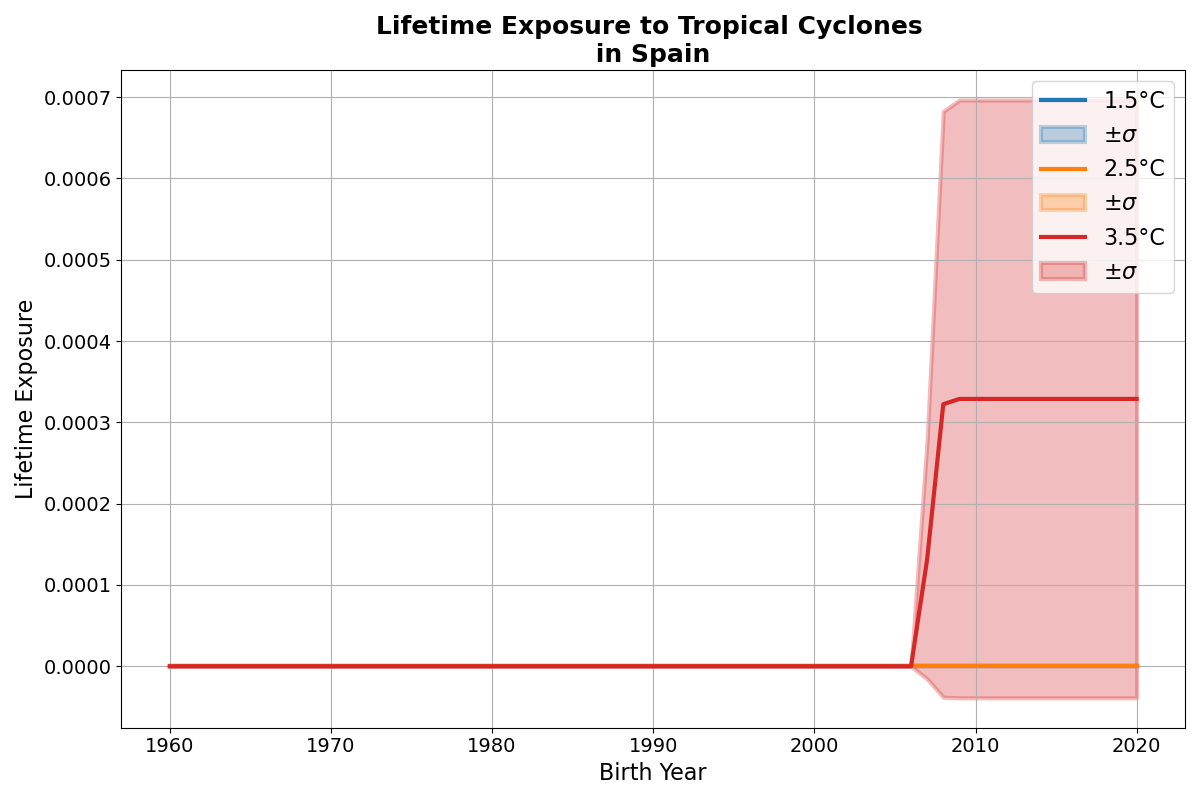 Lifetime Exposure to Tropical Cyclones
in Spain
Lifetime Exposure
0.0007
0.0006
0.0005
0.0004
0.0003
0.0002
0.0001
0.0000
1.5°C
±σ
2.5°C
±σ
3.5°C
±σ
1960
1970
1980
1990
2000
2010
2020
Birth Year